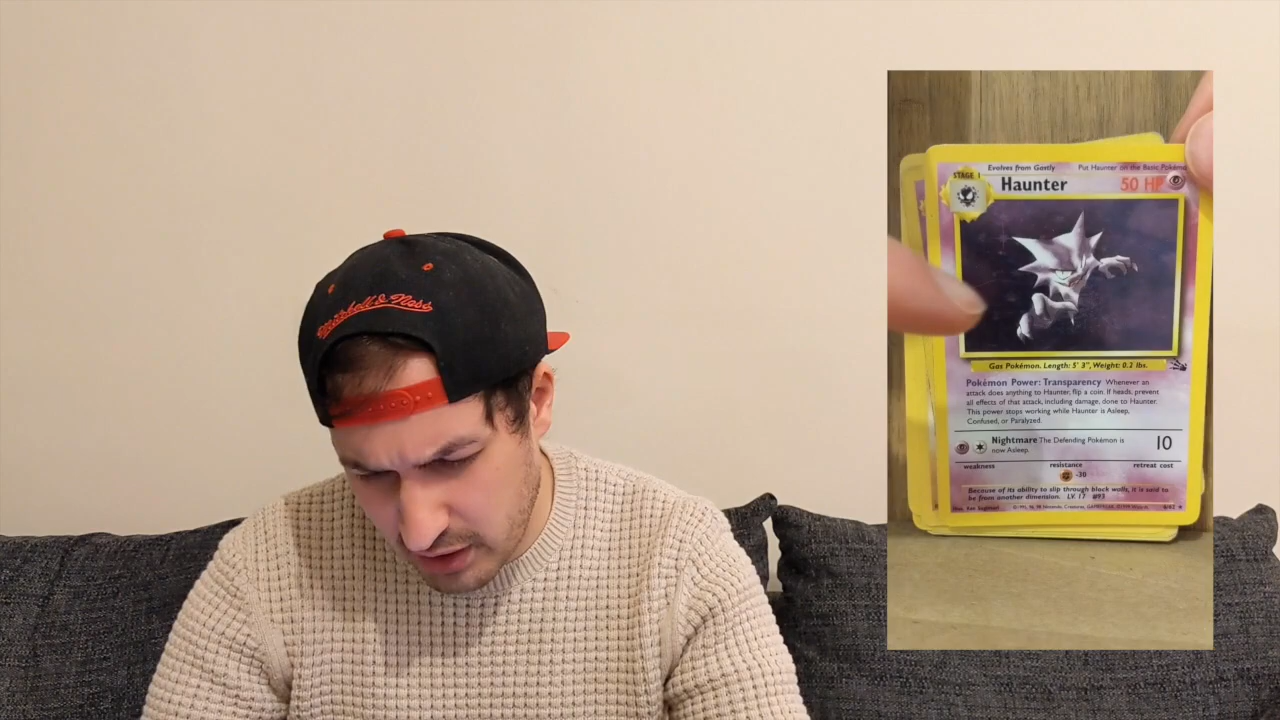 Mitchell & Ness
Evolves from Gastly
Put Haunter on the Basic Pokémo
STAGE 1
Haunter
50 HP
Gas Pokémon. Length: 5' 3", Weight: 0.2 lbs.
Pokémon Power: Transparency Whenever an
attack does anything to Haunter, flip a coin. If heads, prevent
all effects of that attack, including damage, done to Haunter.
This power stops working while Haunter is Asleep,
Confused, or Paralyzed.
Nightmare The Defending Pokémon is
now Asleep.
10
weakness
resistance
retreat cost
-30
Because of its ability to slip through block walls, it is said to
be from another dimension. LV. 17 #93